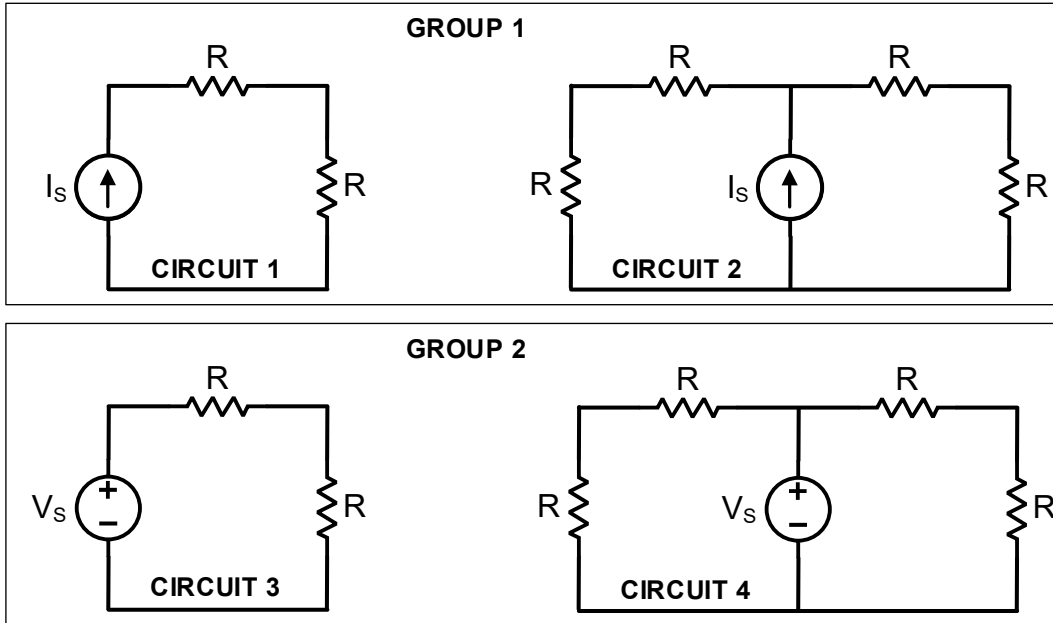 GROUP 1
R
R
R
I_S
R
R
I_S
R
R
CIRCUIT 1
CIRCUIT 2
GROUP 2
R
R
R
V_S
+
−
R
R
V_S
+
−
R
CIRCUIT 3
CIRCUIT 4